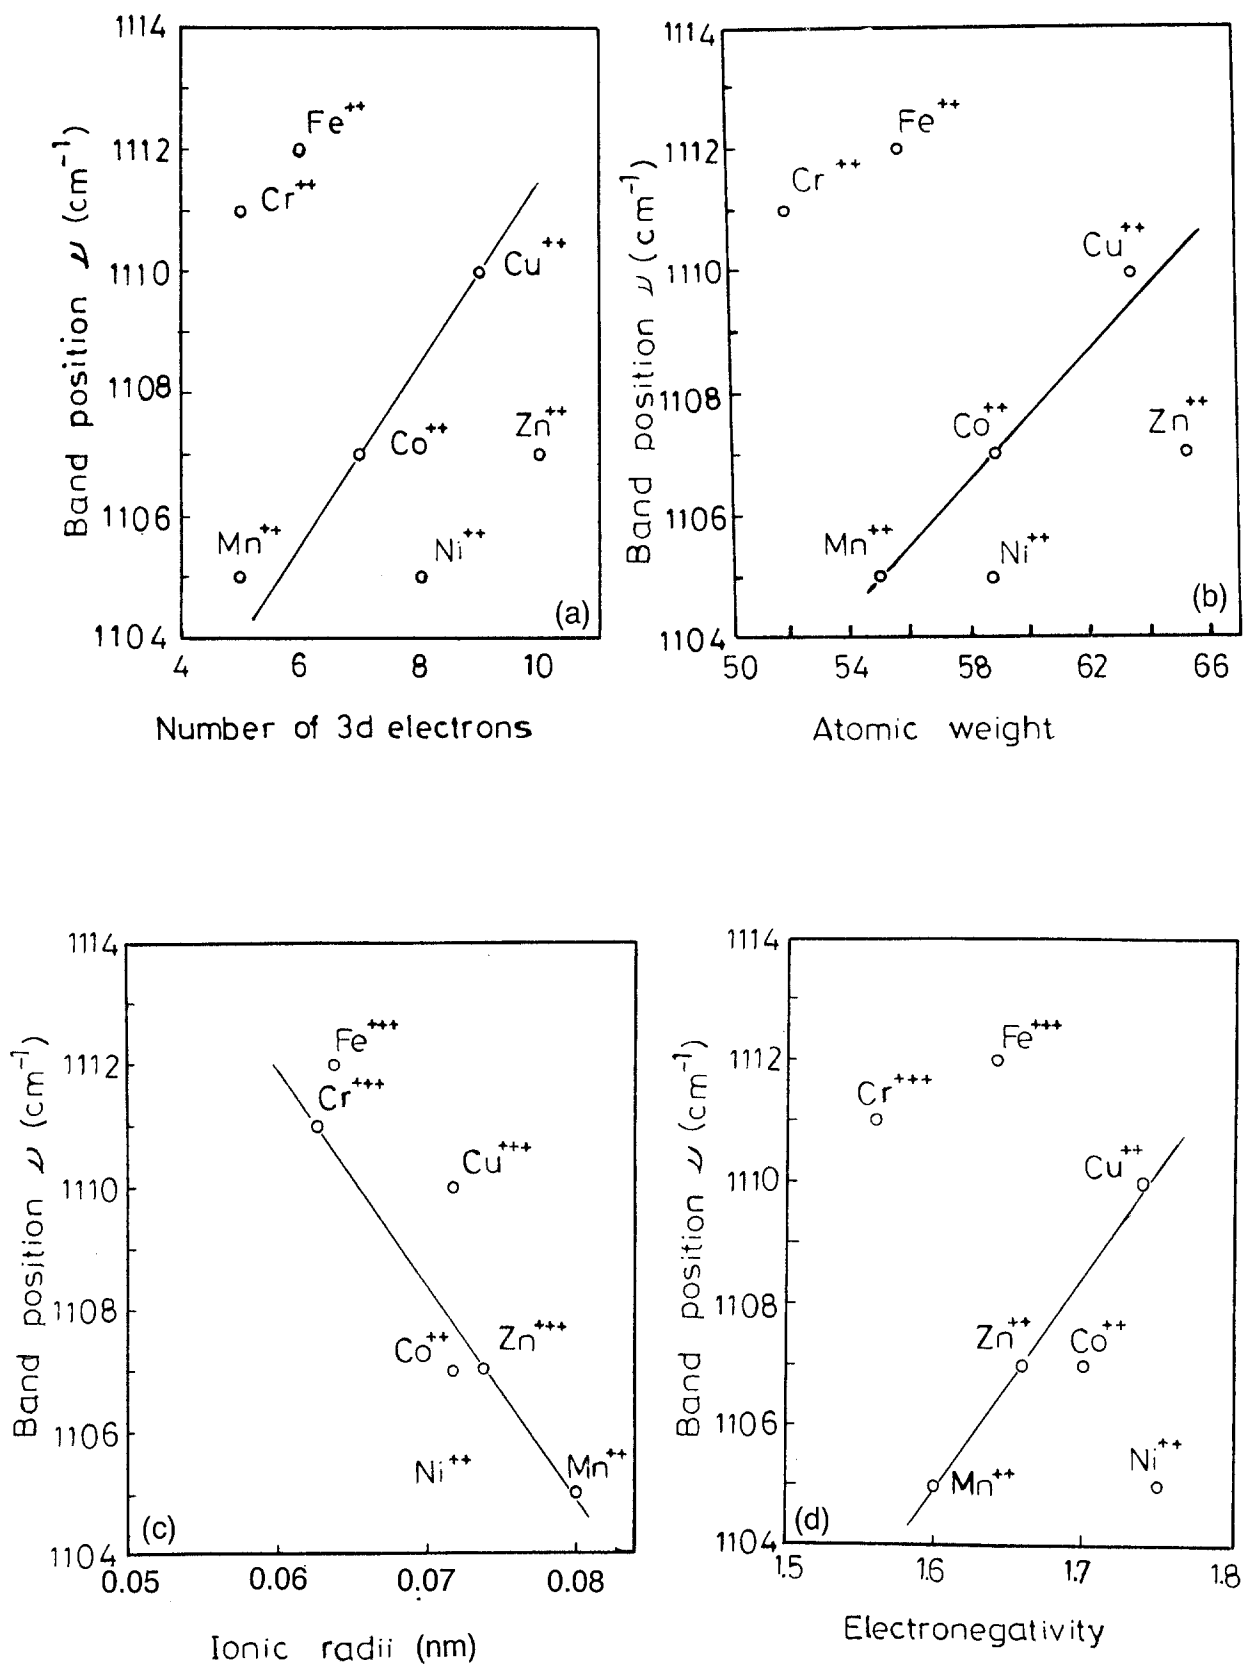 1114
1112
1110
1108
1106
1104
Band position ν (cm⁻¹)
Fe⁺⁺
Cr⁺⁺
Cu⁺⁺
Co⁺⁺
Zn⁺⁺
Mn⁺⁺
Ni⁺⁺
(a)
4 6 8 10
Number of 3d electrons
1114
1112
1110
1108
1106
1104
Band position ν (cm⁻¹)
Fe⁺⁺
Cr⁺⁺
Cu⁺⁺
Co⁺⁺
Zn⁺⁺
Mn⁺⁺
Ni⁺⁺
(b)
50 54 58 62 66
Atomic weight
1114
1112
1110
1108
1106
1104
Band position ν (cm⁻¹)
Fe⁺⁺⁺
Cr⁺⁺⁺
Cu⁺⁺⁺
Co⁺⁺
Zn⁺⁺⁺
Ni⁺⁺
Mn⁺⁺
(c)
0.05 0.06 0.07 0.08
Ionic radii (nm)
1114
1112
1110
1108
1106
1104
Band position ν (cm⁻¹)
Fe⁺⁺⁺
Cr⁺⁺⁺
Cu⁺⁺
Zn⁺⁺
Co⁺⁺
Ni⁺⁺
Mn⁺⁺
(d)
1.5 1.6 1.7 1.8
Electronegativity